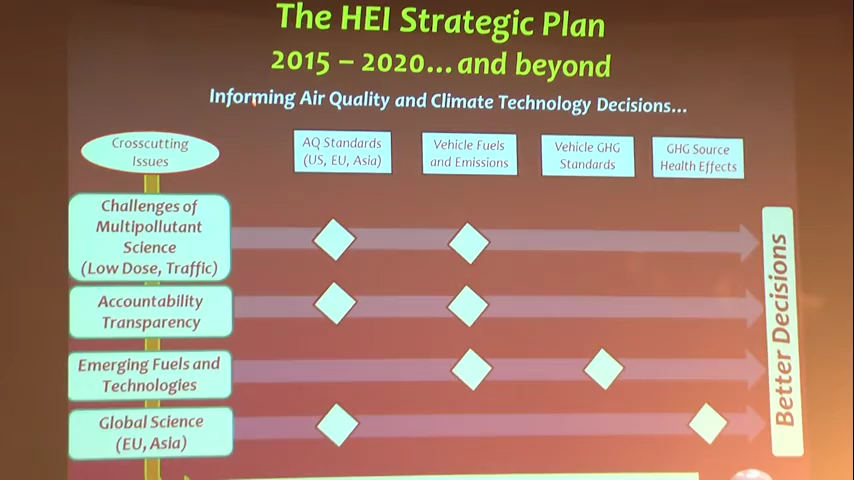 The HEI Strategic Plan
2015 – 2020... and beyond
Informing Air Quality and Climate Technology Decisions...
Crosscutting
Issues
AQ Standards
(US, EU, Asia)
Vehicle Fuels
and Emissions
Vehicle GHG
Standards
GHG Source
Health Effects
Challenges of
Multipollutant
Science
(Low Dose, Traffic)
Accountability
Transparency
Emerging Fuels and
Technologies
Global Science
(EU, Asia)
Better Decisions